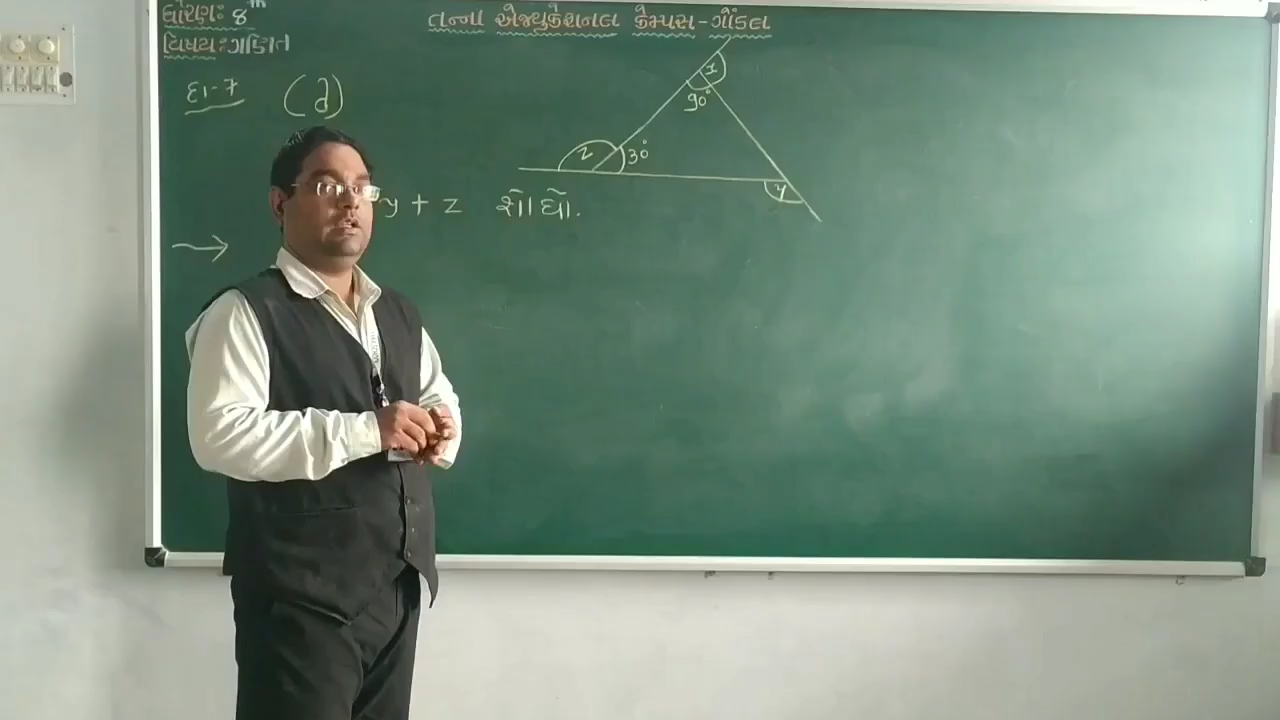 ધોરણ: 8th
વિષય: ગણિત
તન્ના એજ્યુકેશનલ કેમ્પસ - ગોંડલ
દા-7 (d)
x
90°
z
30°
y
y + z શોધો.
→